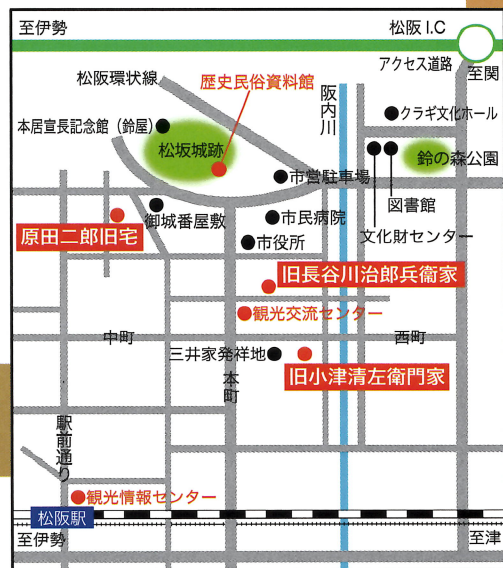 至伊勢
松阪I.C
アクセス道路
至関
松阪環状線
歴史民俗資料館
阪内川
本居宣長記念館（鈴屋）
松坂城跡
クラギ文化ホール
鈴の森公園
市営駐車場
図書館
御城番屋敷
市民病院
文化財センター
原田二郎旧宅
市役所
旧長谷川治郎兵衛家
観光交流センター
中町
西町
三井家発祥地
旧小津清左衛門家
本町
駅前通り
観光情報センター
松阪駅
至伊勢
至津